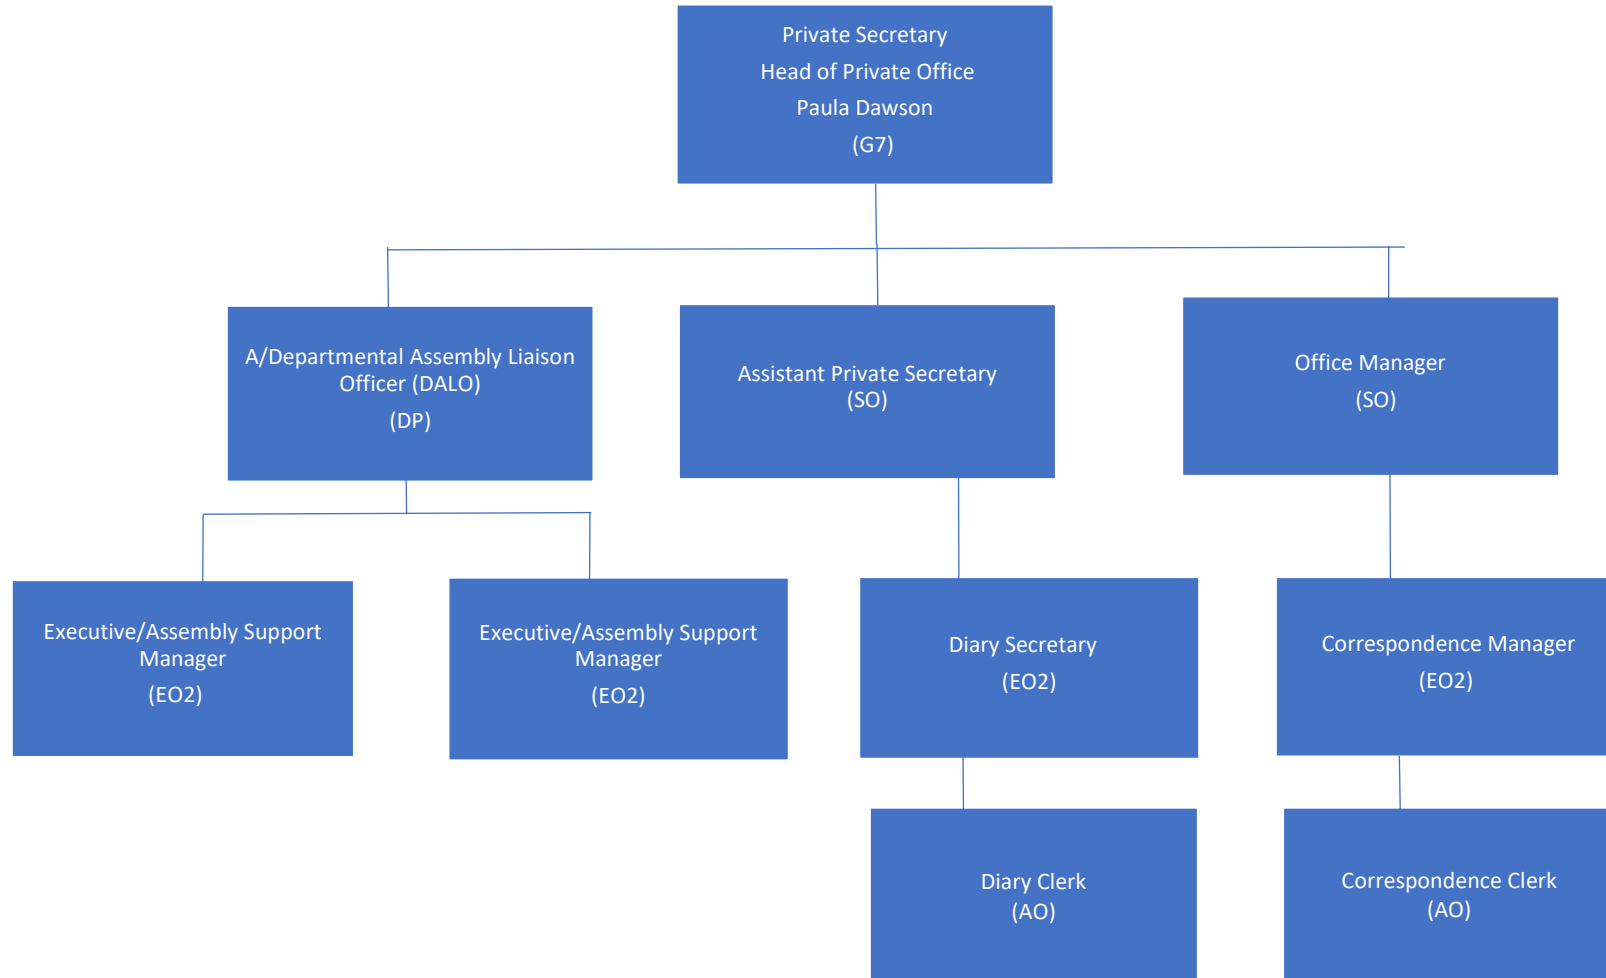 Private Secretary
Head of Private Office
Paula Dawson
(G7)
A/Departmental Assembly Liaison
Officer (DALO)
(DP)
Assistant Private Secretary
(SO)
Office Manager
(SO)
Executive/Assembly Support
Manager
(EO2)
Executive/Assembly Support
Manager
(EO2)
Diary Secretary
(EO2)
Correspondence Manager
(EO2)
Diary Clerk
(AO)
Correspondence Clerk
(AO)